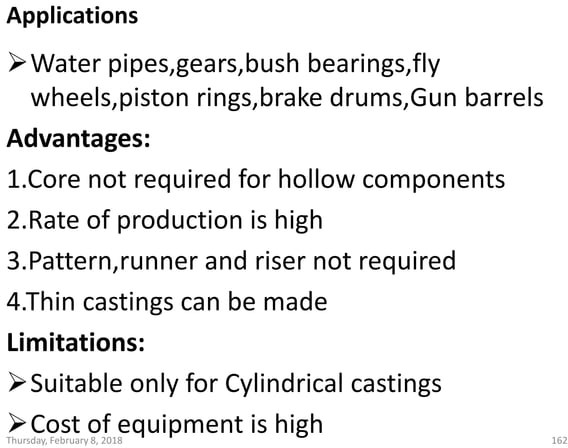 Applications
➢Water pipes,gears,bush bearings,fly
wheels,piston rings,brake drums,Gun barrels
Advantages:
1.Core not required for hollow components
2.Rate of production is high
3.Pattern,runner and riser not required
4.Thin castings can be made
Limitations:
➢Suitable only for Cylindrical castings
➢Cost of equipment is high
Thursday, February 8, 2018 162